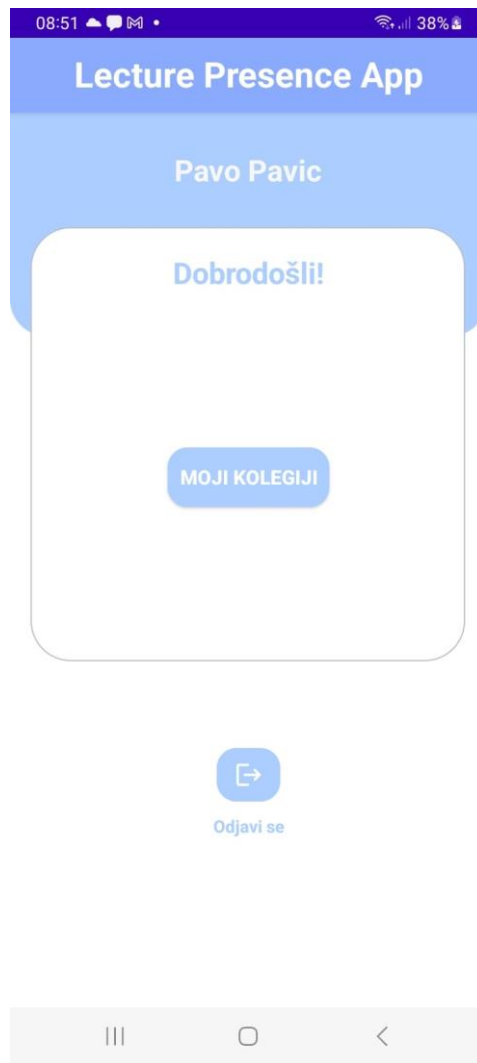 08:51
38%
Lecture Presence App
Pavo Pavic
Dobrodošli!
MOJI KOLEGIJI
Odjavi se